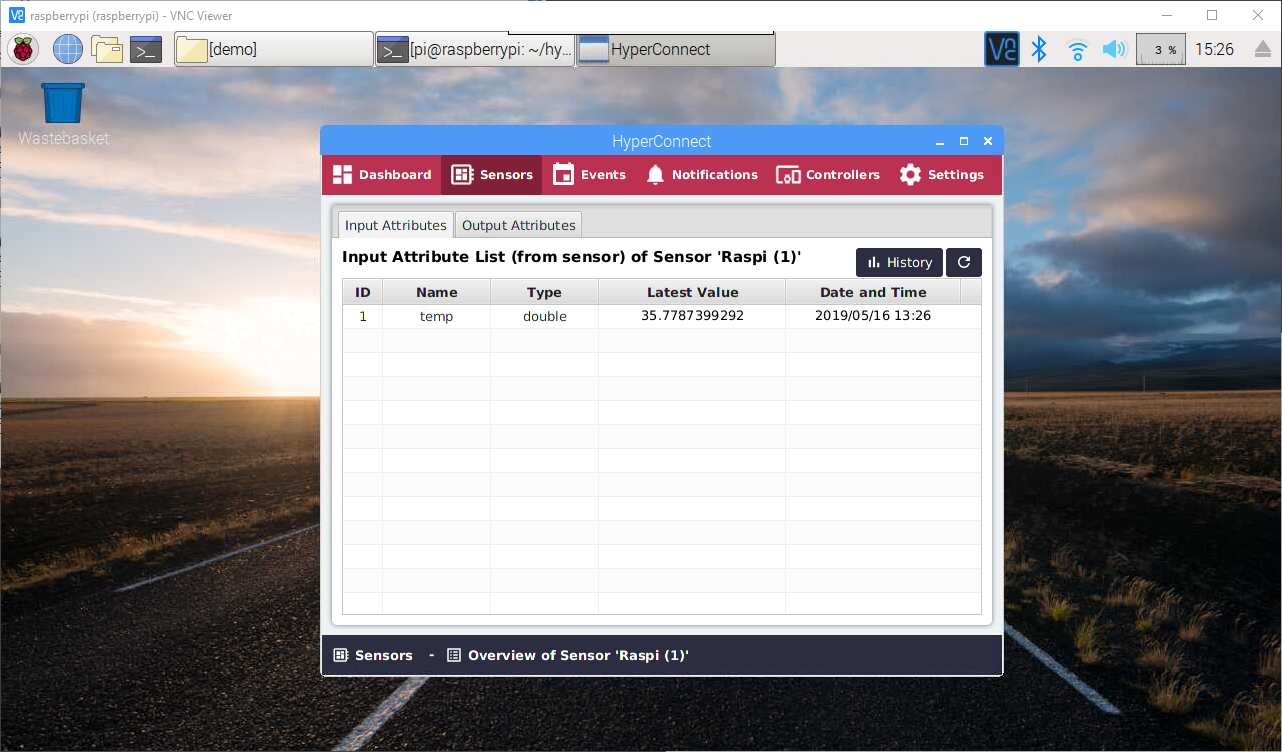 raspberrypi (raspberrypi) - VNC Viewer
[demo]
[pi@raspberrypi: ~/hy...
HyperConnect
3 %
15:26
Wastebasket
HyperConnect
Dashboard Sensors Events Notifications Controllers Settings
Input Attributes Output Attributes
Input Attribute List (from sensor) of Sensor 'Raspi (1)'
History
ID Name Type Latest Value Date and Time
1 temp double 35.7787399292 2019/05/16 13:26
Sensors - Overview of Sensor 'Raspi (1)'